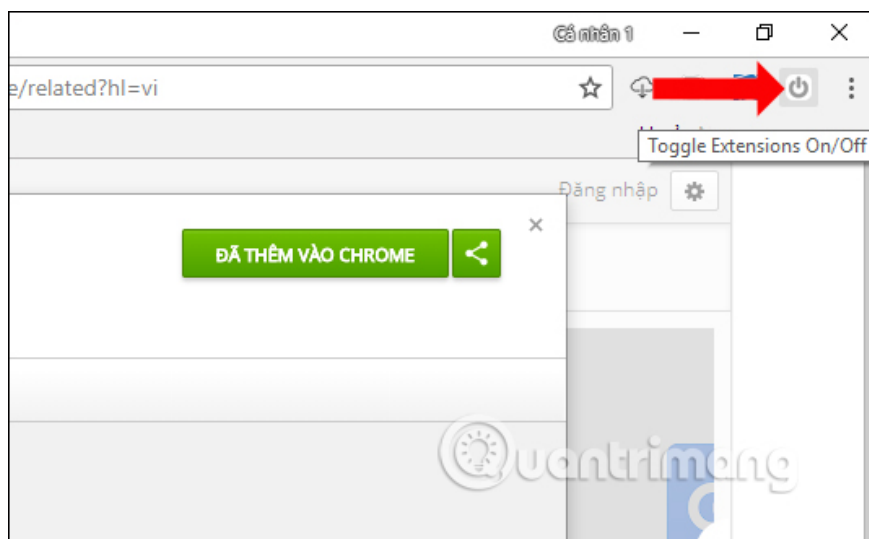 Cá nhân 1
e/related?hl=vi
Toggle Extensions On/Off
Đăng nhập
ĐÃ THÊM VÀO CHROME
Quantrimang